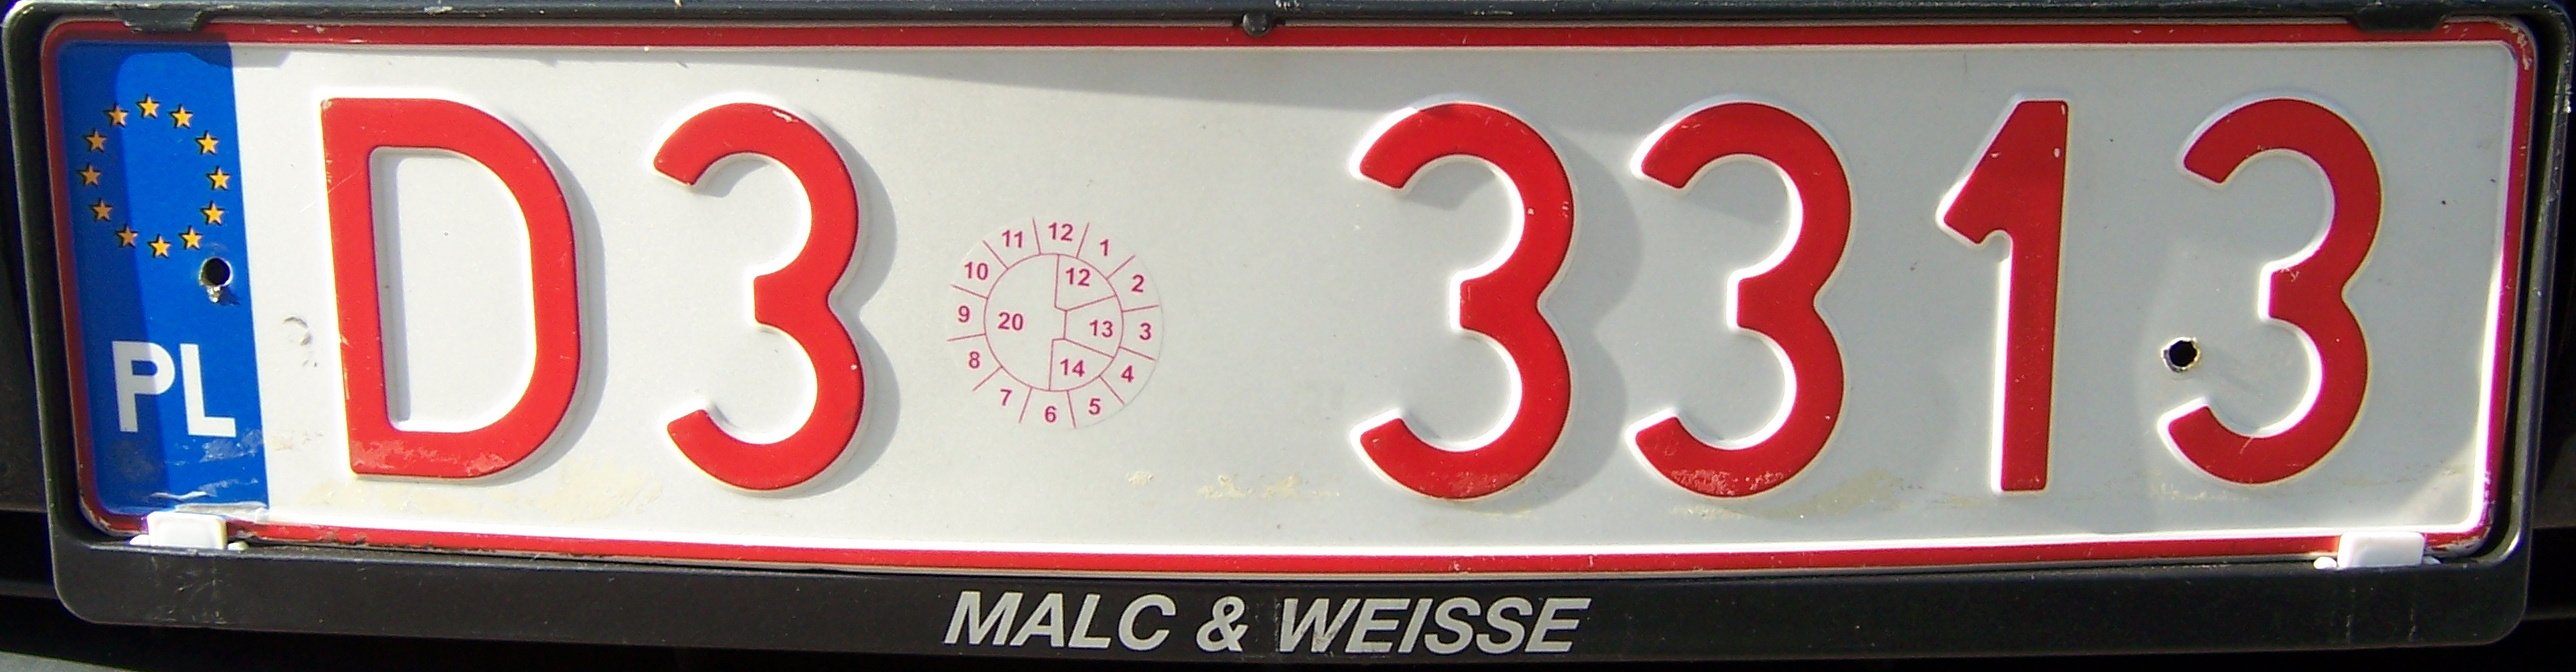 PL D3 3313
11 12 1 2 3 4 5 6 7 8 9 10
20 12 13 14
MALC & WEISSE